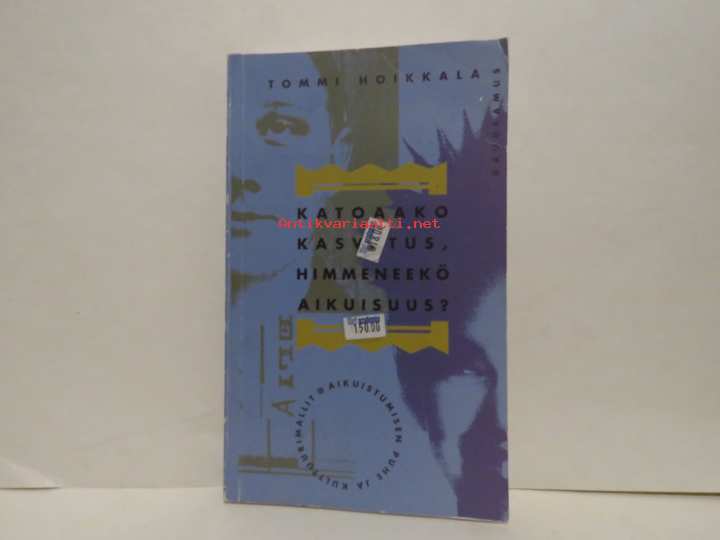 TOMMI HOIKKALA
GAUDEAMUS
KATOAAKO
Antikvariaatti.net
KASVATUS,
HIMMENEEKÖ
AIKUISUUS?
150.00
AIKUISTUMISEN PUHE JA KULTTUURIMALLIT